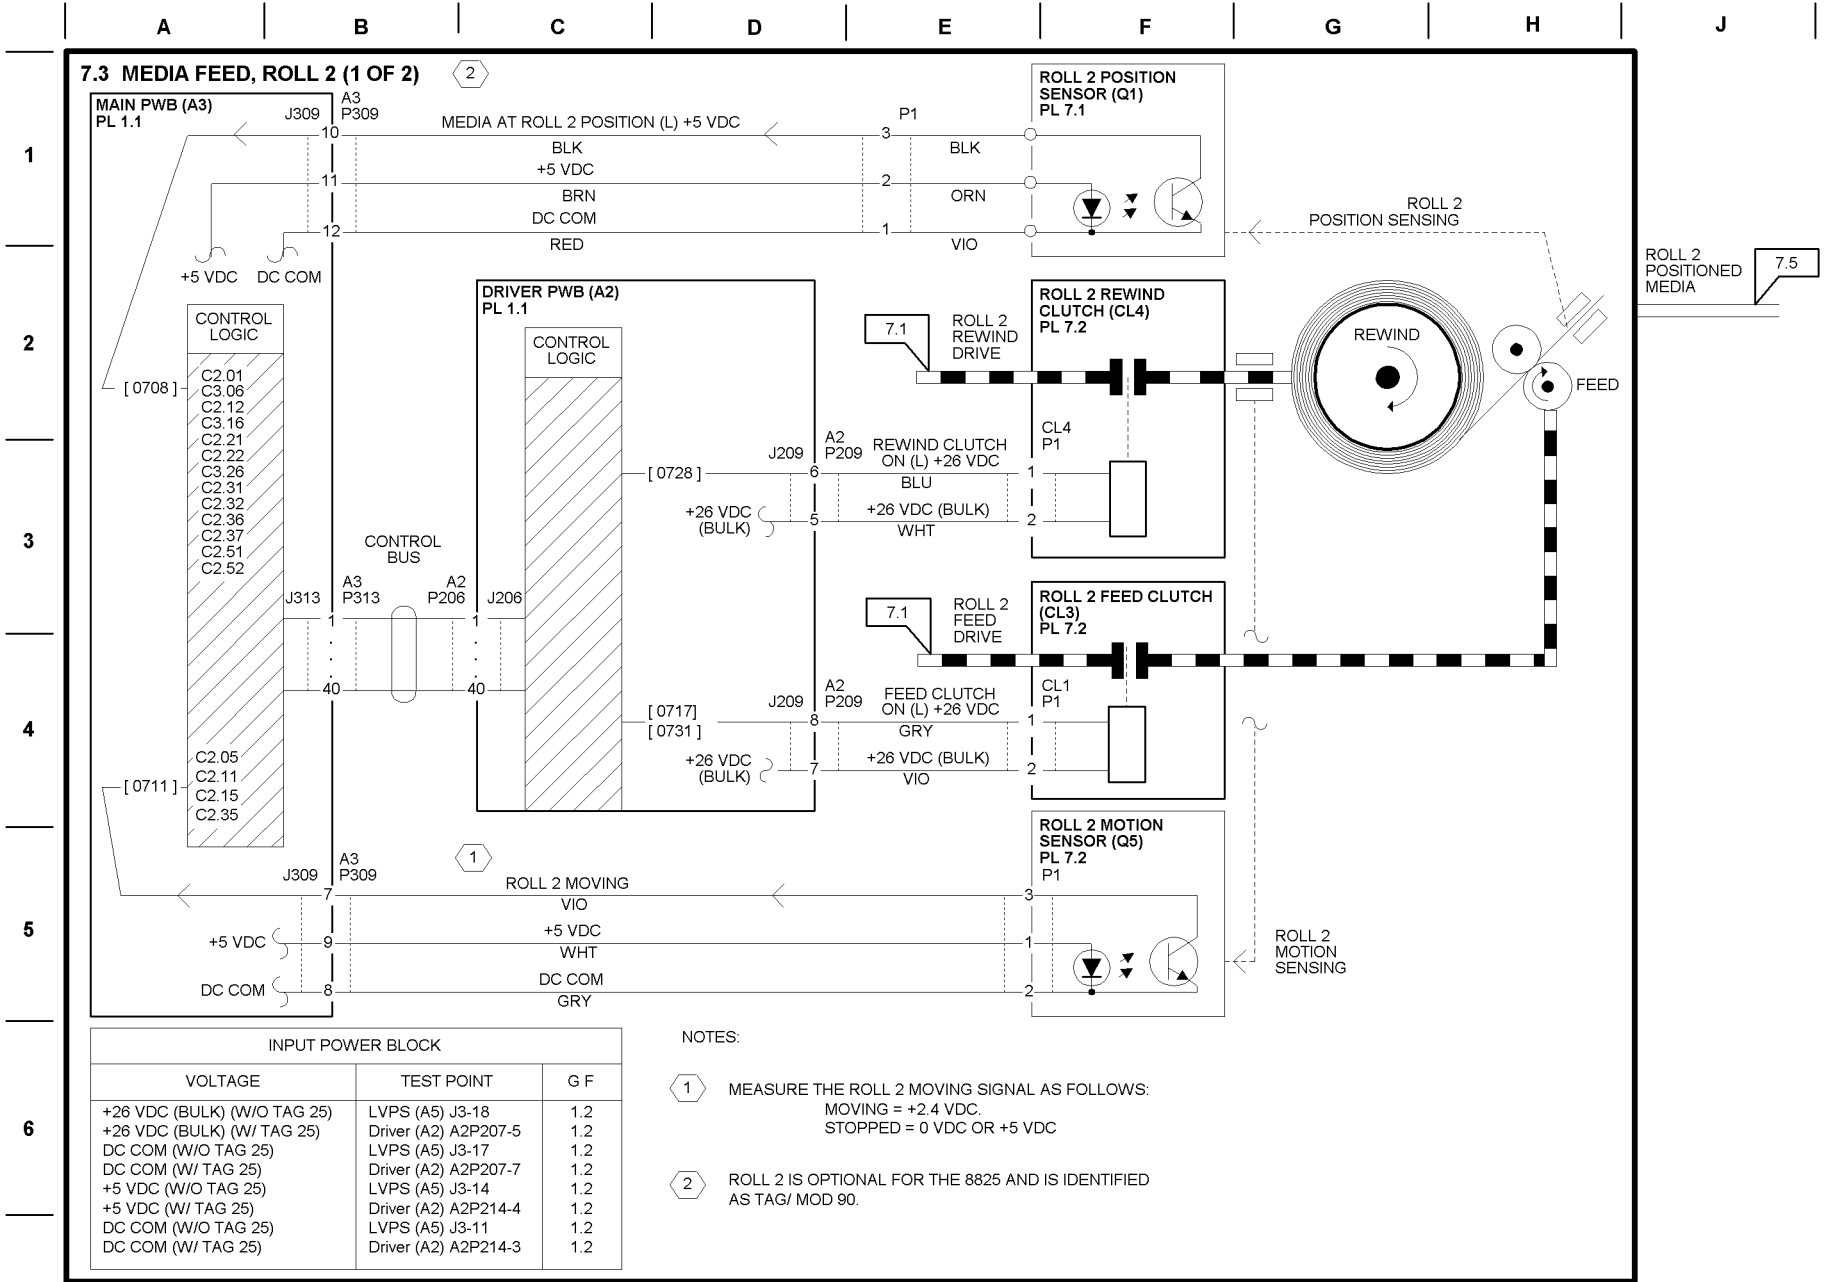 A B C D E F G H J
7.3 MEDIA FEED, ROLL 2 (1 OF 2)
2
1
2
3
4
5
6
MAIN PWB (A3)
PL 1.1
J309
A3
P309
10
MEDIA AT ROLL 2 POSITION (L) +5 VDC
BLK
P1
3
BLK
11
+5 VDC
BRN
2
ORN
12
DC COM
RED
1
VIO
ROLL 2 POSITION
SENSOR (Q1)
PL 7.1
ROLL 2
POSITION SENSING
+5 VDC
DC COM
ROLL 2
POSITIONED
MEDIA
7.5
CONTROL
LOGIC
[ 0708 ]
C2.01
C3.06
C2.12
C3.16
C2.21
C2.22
C3.26
C2.31
C2.32
C2.36
C2.37
C2.51
C2.52
DRIVER PWB (A2)
PL 1.1
CONTROL
LOGIC
7.1
ROLL 2
REWIND
DRIVE
ROLL 2 REWIND
CLUTCH (CL4)
PL 7.2
REWIND
FEED
[ 0728 ]
J209
A2
P209
6
REWIND CLUTCH
ON (L) +26 VDC
BLU
CL4
P1
1
+26 VDC
(BULK)
5
+26 VDC (BULK)
WHT
2
CONTROL
BUS
J313
A3
P313
A2
P206
J206
1
1
40
40
7.1
ROLL 2
FEED
DRIVE
ROLL 2 FEED CLUTCH
(CL3)
PL 7.2
[ 0717]
[ 0731 ]
J209
A2
P209
8
FEED CLUTCH
ON (L) +26 VDC
GRY
CL1
P1
1
+26 VDC
(BULK)
7
+26 VDC (BULK)
VIO
2
[ 0711 ]
C2.05
C2.11
C2.15
C2.35
1
J309
A3
P309
7
ROLL 2 MOVING
VIO
ROLL 2 MOTION
SENSOR (Q5)
PL 7.2
P1
3
+5 VDC
9
+5 VDC
WHT
1
DC COM
8
DC COM
GRY
2
ROLL 2
MOTION
SENSING
INPUT POWER BLOCK
VOLTAGE TEST POINT G F
+26 VDC (BULK) (W/O TAG 25) LVPS (A5) J3-18 1.2
+26 VDC (BULK) (W/ TAG 25) Driver (A2) A2P207-5 1.2
DC COM (W/O TAG 25) LVPS (A5) J3-17 1.2
DC COM (W/ TAG 25) Driver (A2) A2P207-7 1.2
+5 VDC (W/O TAG 25) LVPS (A5) J3-14 1.2
+5 VDC (W/ TAG 25) Driver (A2) A2P214-4 1.2
DC COM (W/O TAG 25) LVPS (A5) J3-11 1.2
DC COM (W/ TAG 25) Driver (A2) A2P214-3 1.2
NOTES:
1 MEASURE THE ROLL 2 MOVING SIGNAL AS FOLLOWS:
MOVING = +2.4 VDC.
STOPPED = 0 VDC OR +5 VDC
2 ROLL 2 IS OPTIONAL FOR THE 8825 AND IS IDENTIFIED
AS TAG/ MOD 90.